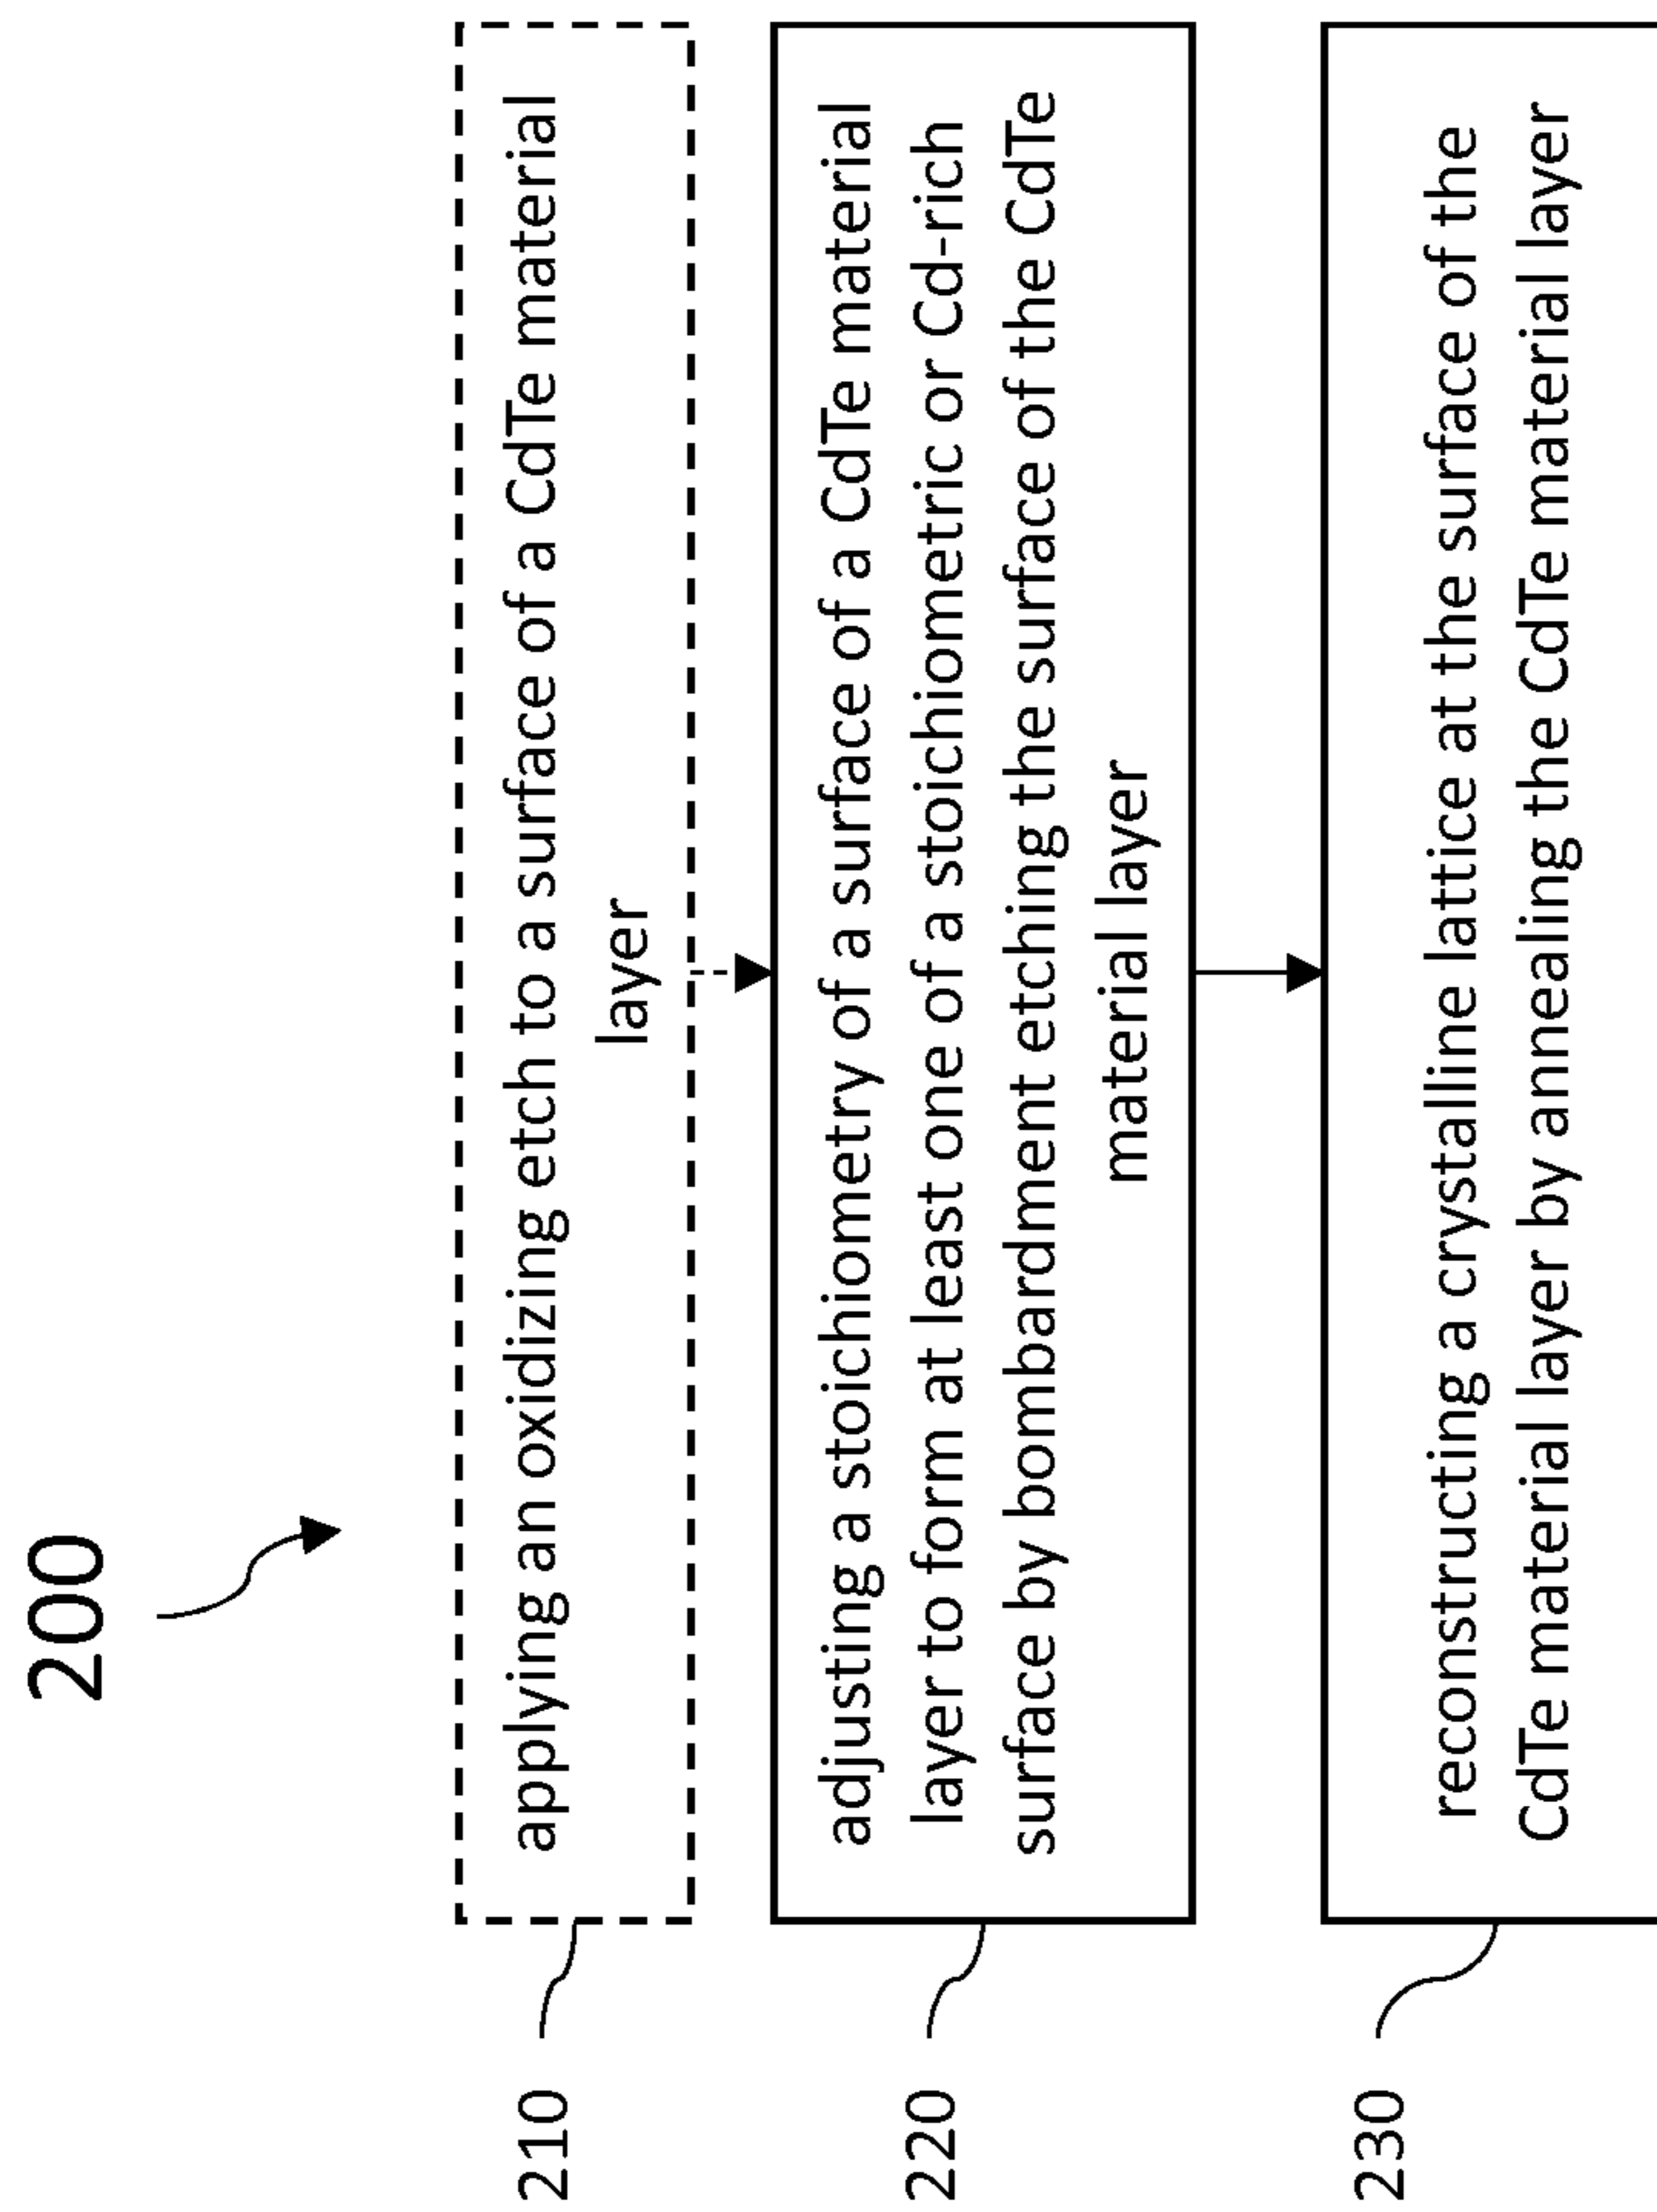 200
210
applying an oxidizing etch to a surface of a CdTe material
layer
220
adjusting a stoichiometry of a surface of a CdTe material
layer to form at least one of a stoichiometric or Cd-rich
surface by bombardment etching the surface of the CdTe
material layer
230
reconstructing a crystalline lattice at the surface of the
CdTe material layer by annealing the CdTe material layer